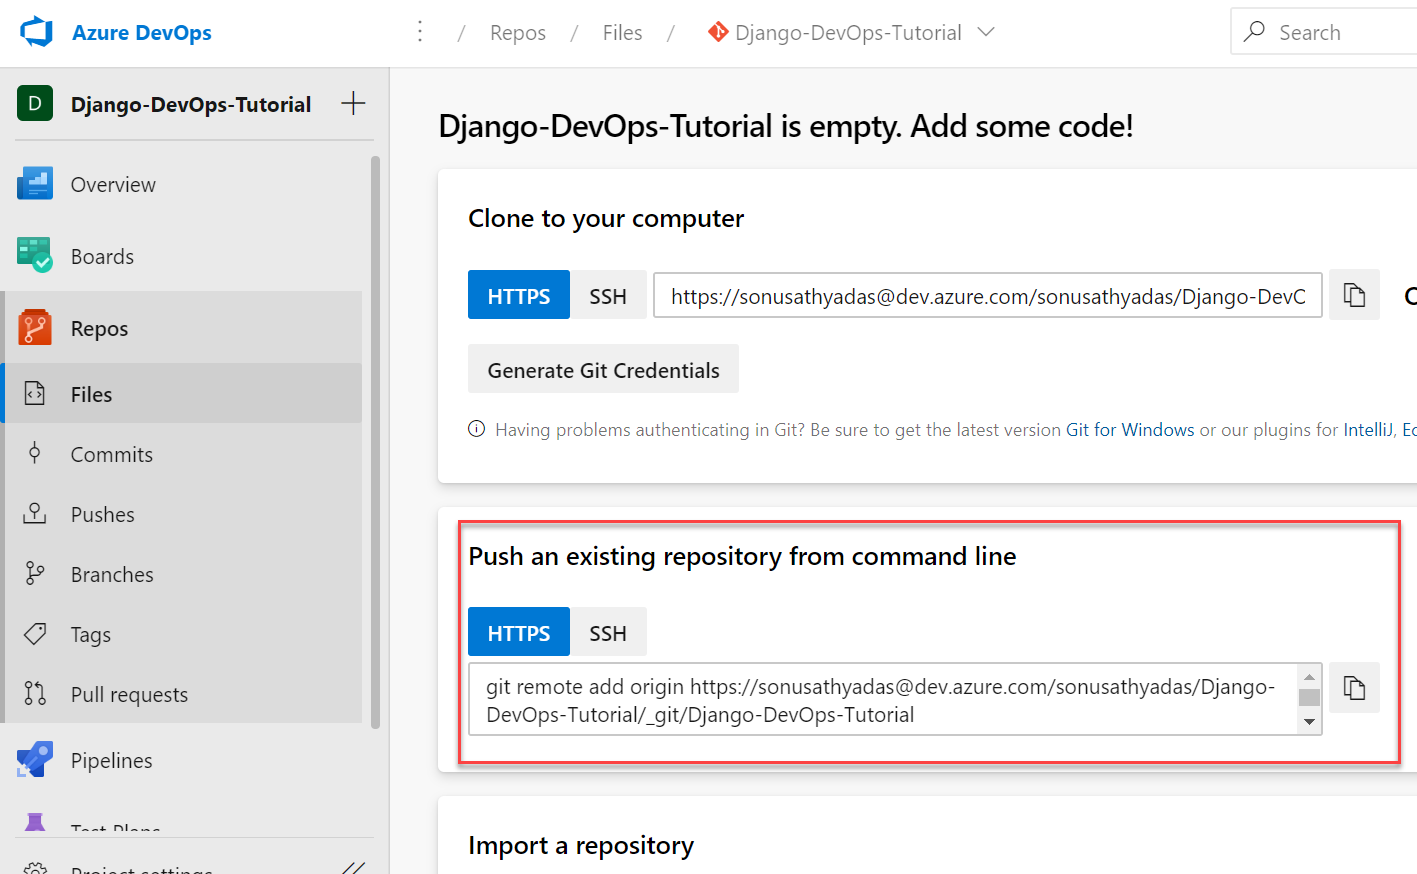 Azure DevOps
/ Repos / Files / Django-DevOps-Tutorial
Search
D Django-DevOps-Tutorial
Overview
Boards
Repos
Files
Commits
Pushes
Branches
Tags
Pull requests
Pipelines
Test Plans
Project settings
Django-DevOps-Tutorial is empty. Add some code!
Clone to your computer
HTTPS SSH https://sonusathyadas@dev.azure.com/sonusathyadas/Django-DevC
Generate Git Credentials
Having problems authenticating in Git? Be sure to get the latest version Git for Windows or our plugins for IntelliJ,
Push an existing repository from command line
HTTPS SSH
git remote add origin https://sonusathyadas@dev.azure.com/sonusathyadas/Django-
DevOps-Tutorial/_git/Django-DevOps-Tutorial
Import a repository